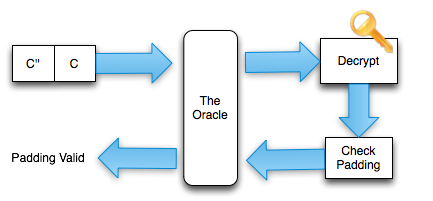 C" C
The
Oracle
Decrypt
Check
Padding
Padding Valid